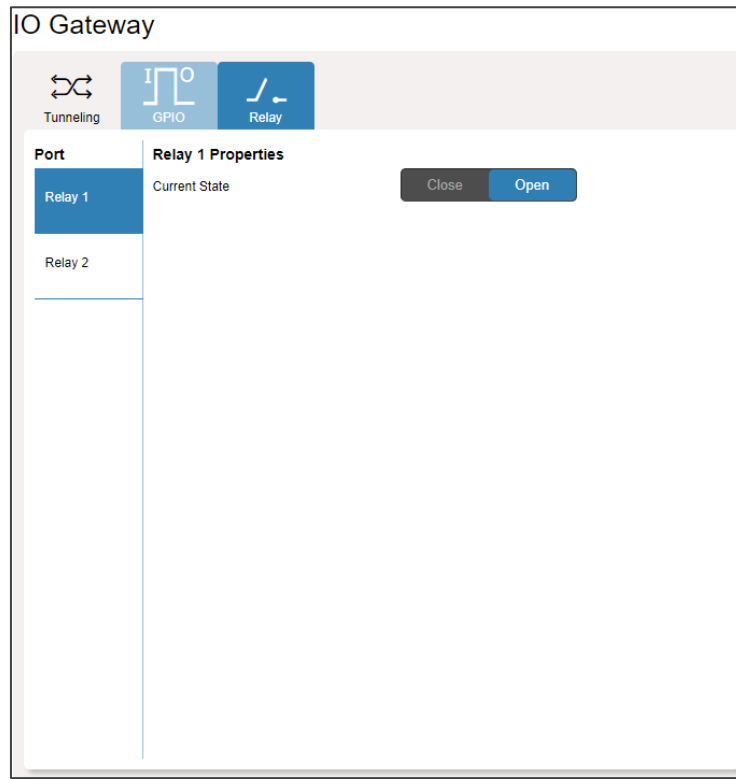 IO Gateway
I O
Tunneling GPIO Relay
Port Relay 1 Properties
Relay 1 Current State Close Open
Relay 2